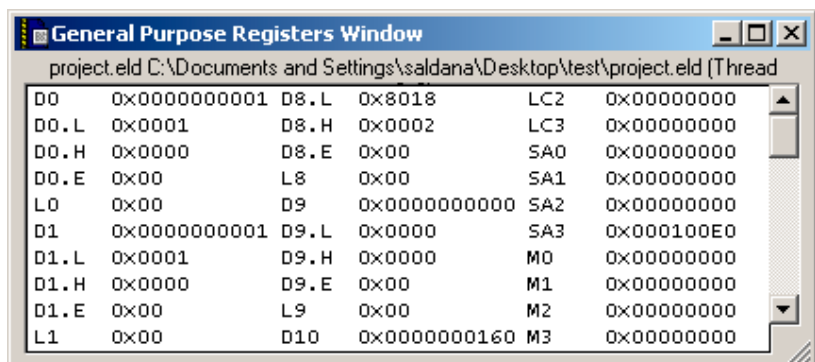 General Purpose Registers Window
project.eld C:\Documents and Settings\saldana\Desktop\test\project.eld (Thread
D0 0x0000000001 D8.L 0x8018 LC2 0x00000000
D0.L 0x0001 D8.H 0x0002 LC3 0x00000000
D0.H 0x0000 D8.E 0x00 SA0 0x00000000
D0.E 0x00 L8 0x00 SA1 0x00000000
L0 0x00 D9 0x0000000000 SA2 0x00000000
D1 0x0000000001 D9.L 0x0000 SA3 0x000100E0
D1.L 0x0001 D9.H 0x0000 M0 0x00000000
D1.H 0x0000 D9.E 0x00 M1 0x00000000
D1.E 0x00 L9 0x00 M2 0x00000000
L1 0x00 D10 0x0000000160 M3 0x00000000